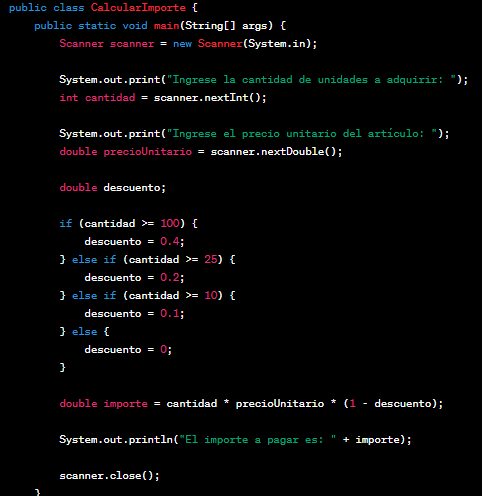 public class CalcularImporte {
    public static void main(String[] args) {
        Scanner scanner = new Scanner(System.in);

        System.out.print("Ingrese la cantidad de unidades a adquirir: ");
        int cantidad = scanner.nextInt();

        System.out.print("Ingrese el precio unitario del artículo: ");
        double precioUnitario = scanner.nextDouble();

        double descuento;

        if (cantidad >= 100) {
            descuento = 0.4;
        } else if (cantidad >= 25) {
            descuento = 0.2;
        } else if (cantidad >= 10) {
            descuento = 0.1;
        } else {
            descuento = 0;
        }

        double importe = cantidad * precioUnitario * (1 - descuento);

        System.out.println("El importe a pagar es: " + importe);

        scanner.close();
    }